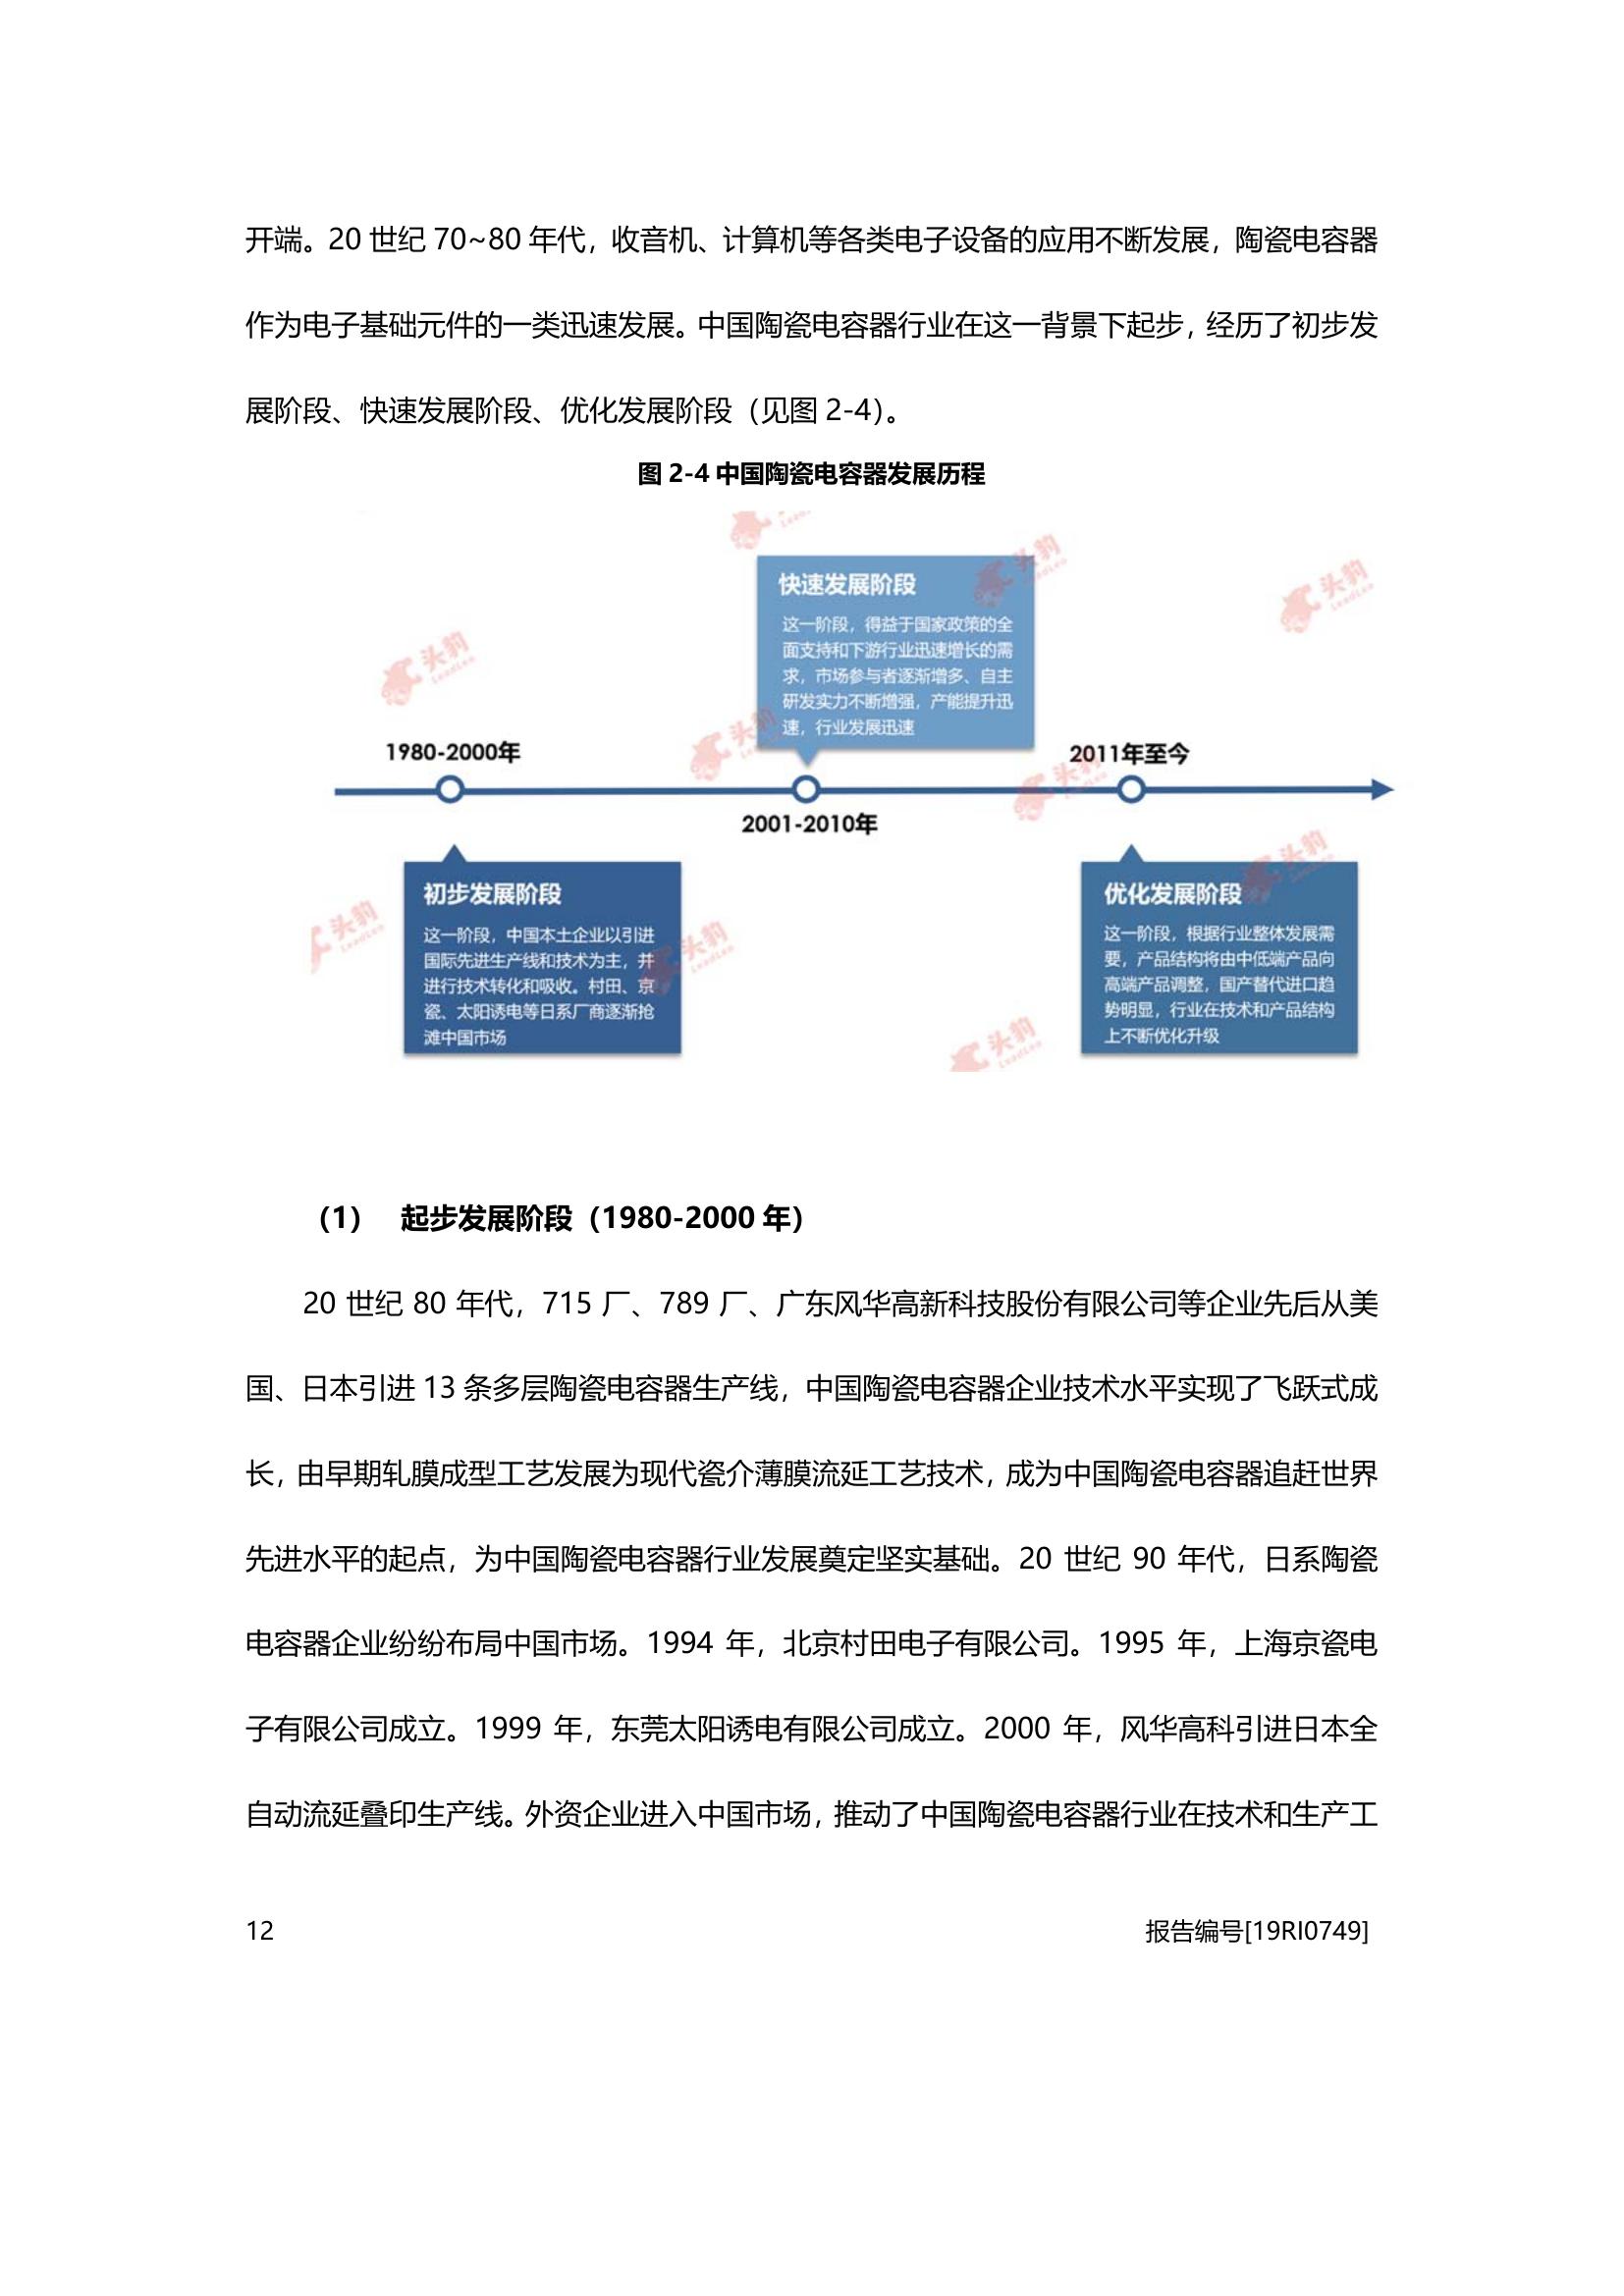 开端。20 世纪 70~80 年代，收音机、计算机等各类电子设备的应用不断发展，陶瓷电容器
作为电子基础元件的一类迅速发展。中国陶瓷电容器行业在这一背景下起步，经历了初步发
展阶段、快速发展阶段、优化发展阶段（见图 2-4）。
图 2-4 中国陶瓷电容器发展历程
快速发展阶段
这一阶段，得益于国家政策的全
面支持和下游行业迅速增长的需
求，市场参与者逐渐增多、自主
研发实力不断增强，产能提升迅
速，行业发展迅速
1980-2000年
2011年至今
2001-2010年
初步发展阶段
这一阶段，中国本土企业以引进
国际先进生产线和技术为主，并
进行技术转化和吸收。村田、京
瓷、太阳诱电等日系厂商逐渐抢
滩中国市场
优化发展阶段
这一阶段，根据行业整体发展需
要，产品结构将由中低端产品向
高端产品调整，国产替代进口趋
势明显，行业在技术和产品结构
上不断优化升级
头豹
LeadLeo
（1） 起步发展阶段（1980-2000 年）
20 世纪 80 年代，715 厂、789 厂、广东风华高新科技股份有限公司等企业先后从美
国、日本引进 13 条多层陶瓷电容器生产线，中国陶瓷电容器企业技术水平实现了飞跃式成
长，由早期轧膜成型工艺发展为现代瓷介薄膜流延工艺技术，成为中国陶瓷电容器追赶世界
先进水平的起点，为中国陶瓷电容器行业发展奠定坚实基础。20 世纪 90 年代，日系陶瓷
电容器企业纷纷布局中国市场。1994 年，北京村田电子有限公司。1995 年，上海京瓷电
子有限公司成立。1999 年，东莞太阳诱电有限公司成立。2000 年，风华高科引进日本全
自动流延叠印生产线。外资企业进入中国市场，推动了中国陶瓷电容器行业在技术和生产工
12
报告编号[19RI0749]